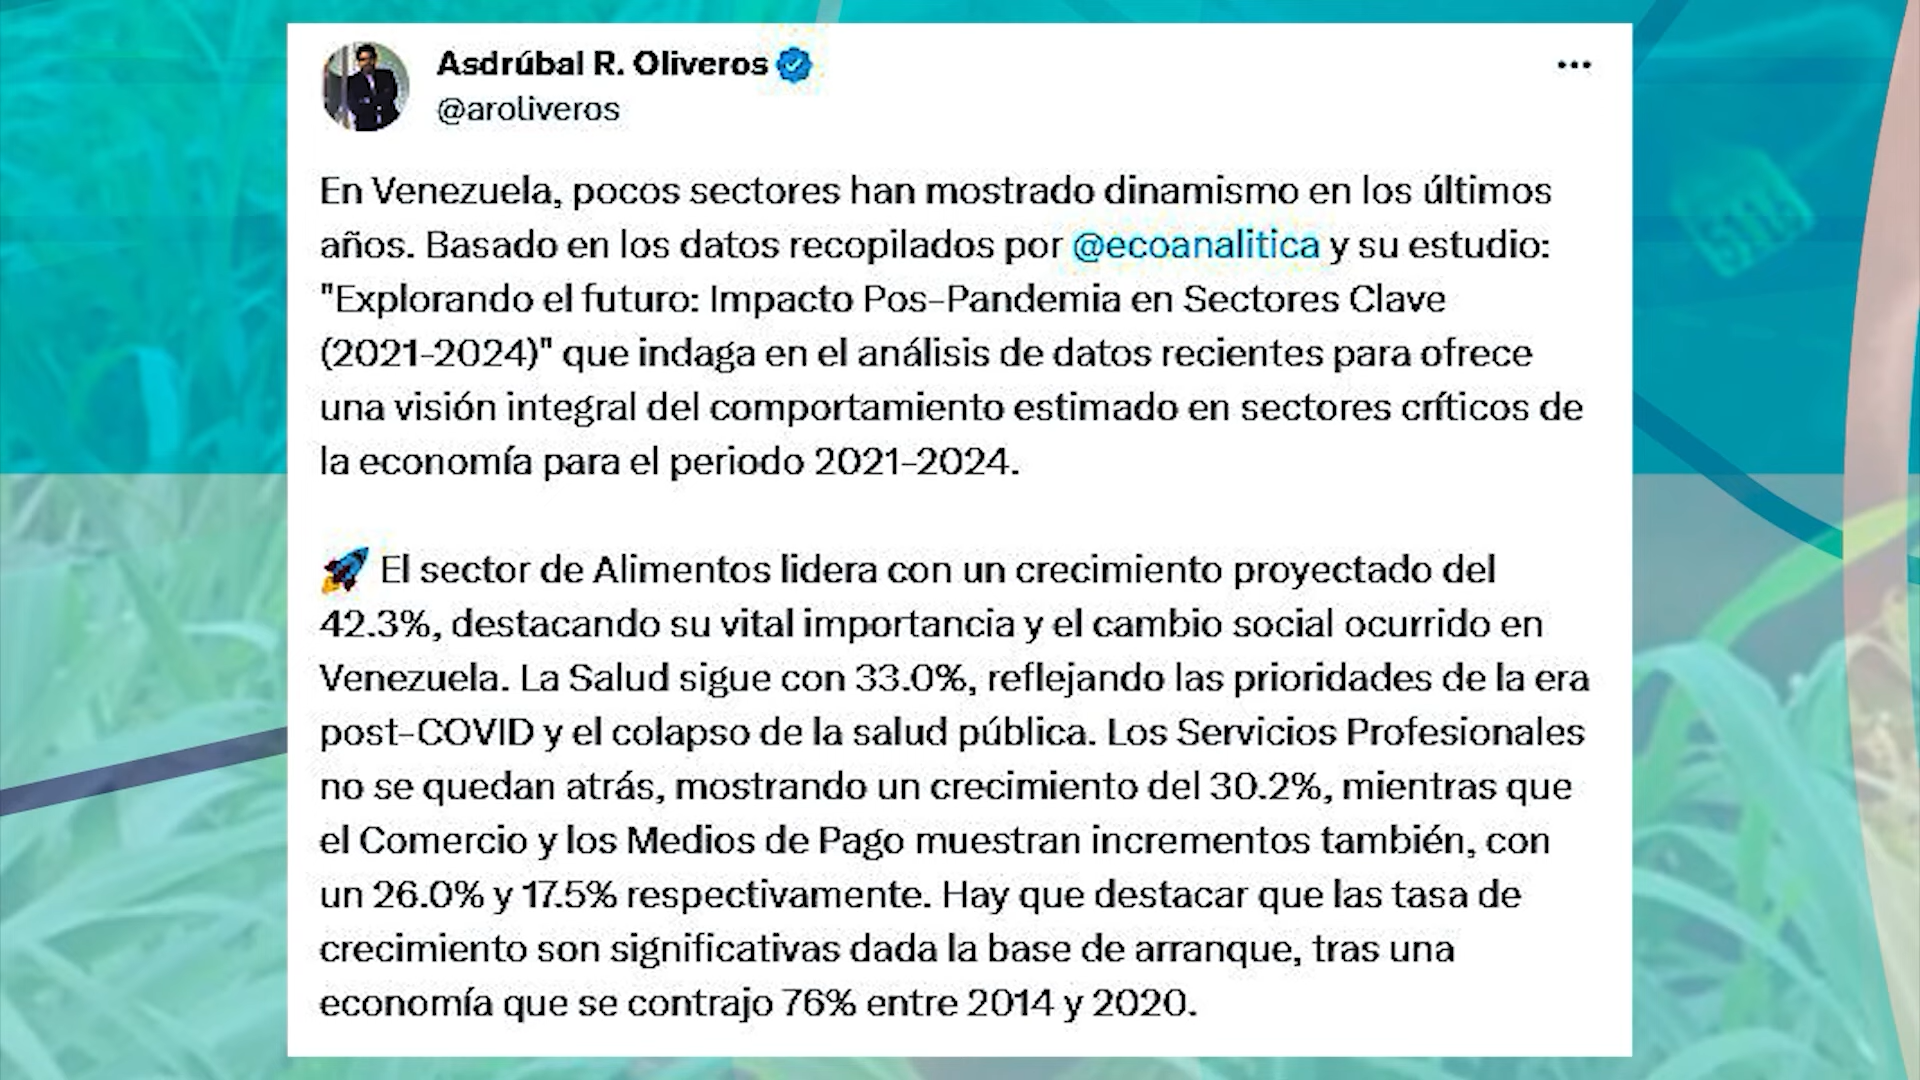 Asdrúbal R. Oliveros
@aroliveros
En Venezuela, pocos sectores han mostrado dinamismo en los últimos
años. Basado en los datos recopilados por @ecoanalitica y su estudio:
"Explorando el futuro: Impacto Pos-Pandemia en Sectores Clave
(2021-2024)" que indaga en el análisis de datos recientes para ofrece
una visión integral del comportamiento estimado en sectores críticos de
la economía para el periodo 2021-2024.
🚀 El sector de Alimentos lidera con un crecimiento proyectado del
42.3%, destacando su vital importancia y el cambio social ocurrido en
Venezuela. La Salud sigue con 33.0%, reflejando las prioridades de la era
post-COVID y el colapso de la salud pública. Los Servicios Profesionales
no se quedan atrás, mostrando un crecimiento del 30.2%, mientras que
el Comercio y los Medios de Pago muestran incrementos también, con
un 26.0% y 17.5% respectivamente. Hay que destacar que las tasa de
crecimiento son significativas dada la base de arranque, tras una
economía que se contrajo 76% entre 2014 y 2020.